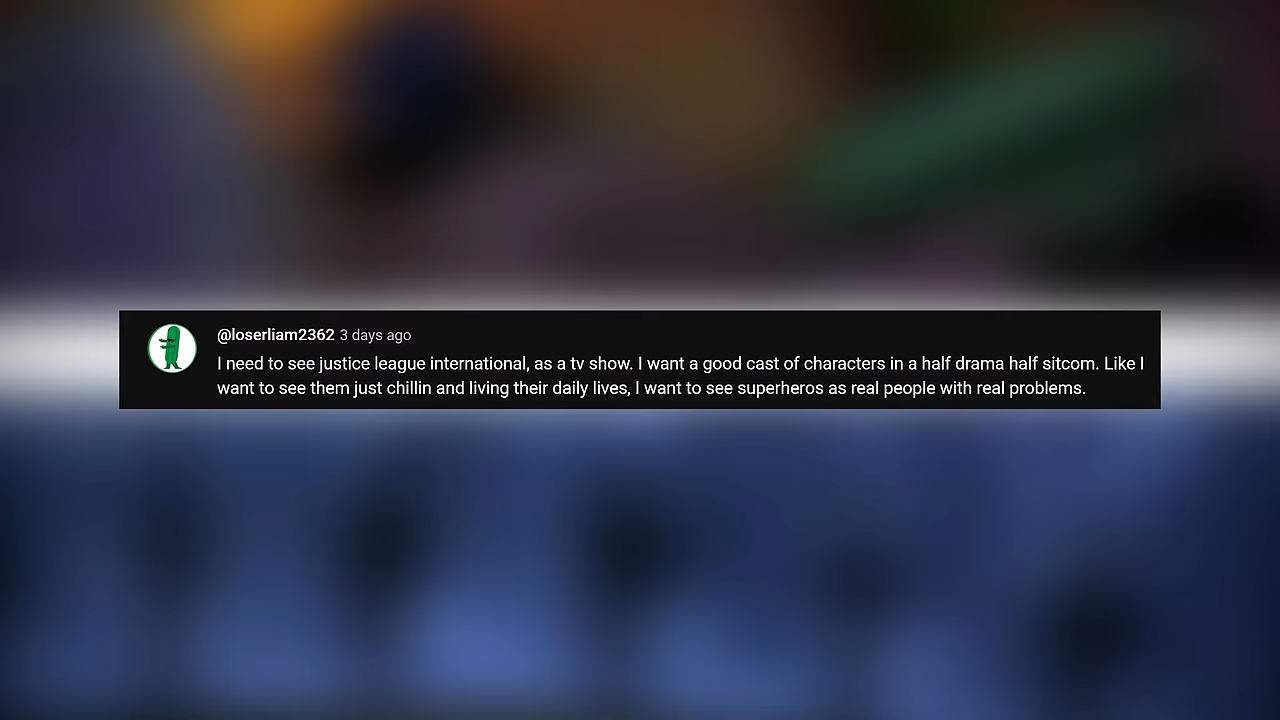 @loserliam2362 3 days ago
I need to see justice league international, as a tv show. I want a good cast of characters in a half drama half sitcom. Like I
want to see them just chillin and living their daily lives, I want to see superheros as real people with real problems.